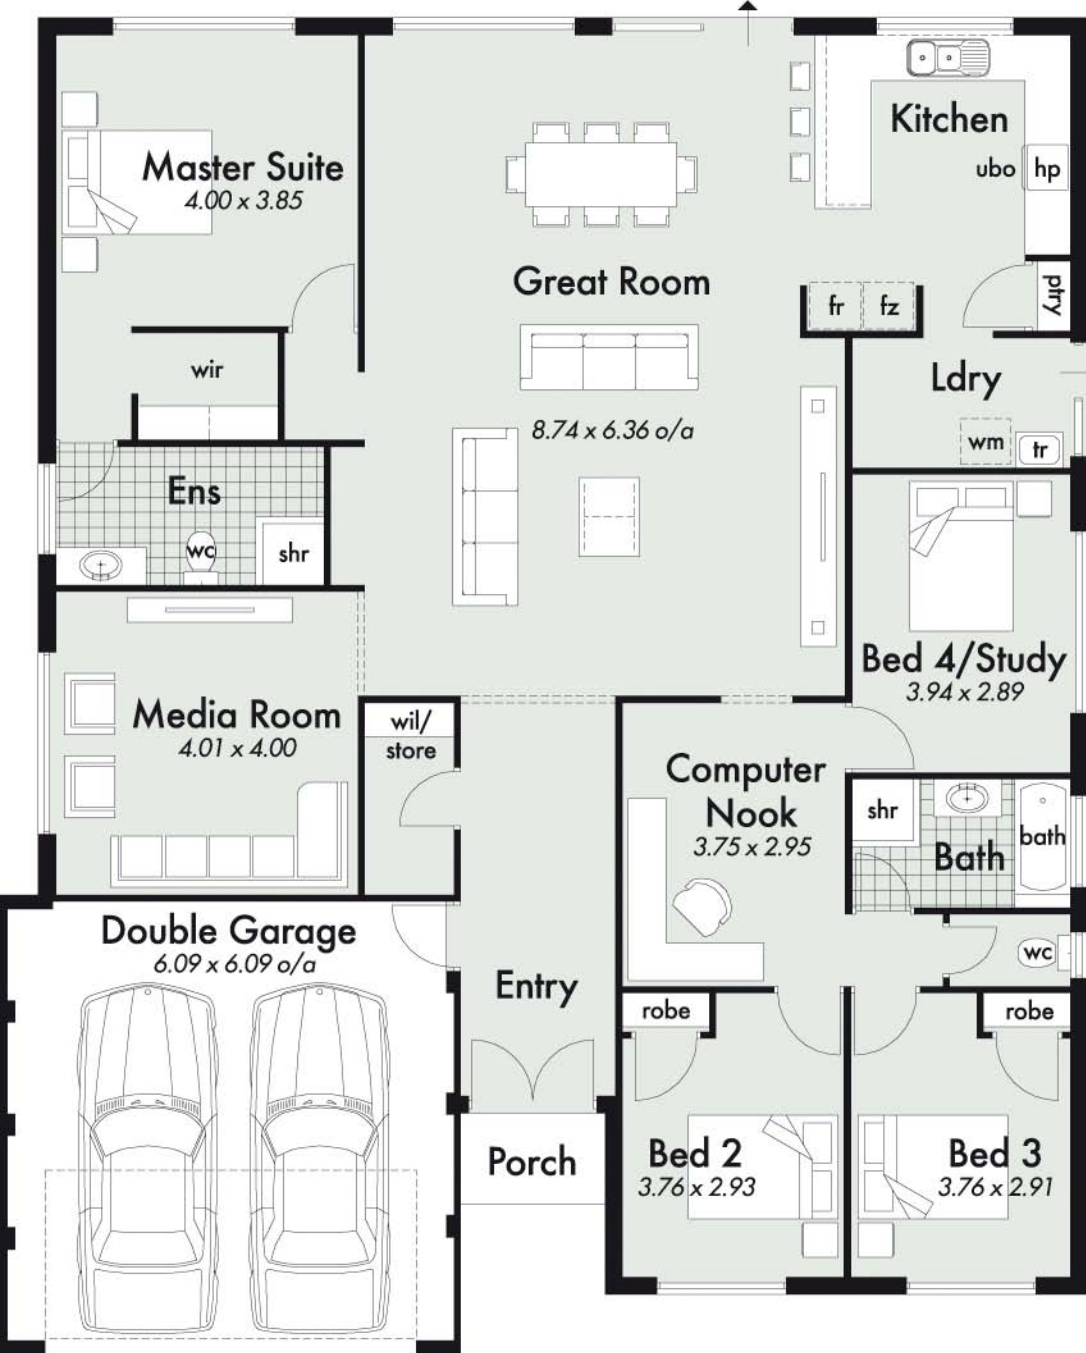 Master Suite
4.00 x 3.85
Kitchen
ubo
hp
Great Room
fr
fz
ptry
wir
Ldry
8.74 x 6.36 o/a
wm
tr
Ens
wc
shr
Bed 4/Study
3.94 x 2.89
Media Room
4.01 x 4.00
wil/
store
Computer
Nook
3.75 x 2.95
shr
bath
Bath
Double Garage
6.09 x 6.09 o/a
wc
Entry
robe
robe
Porch
Bed 2
3.76 x 2.93
Bed 3
3.76 x 2.91